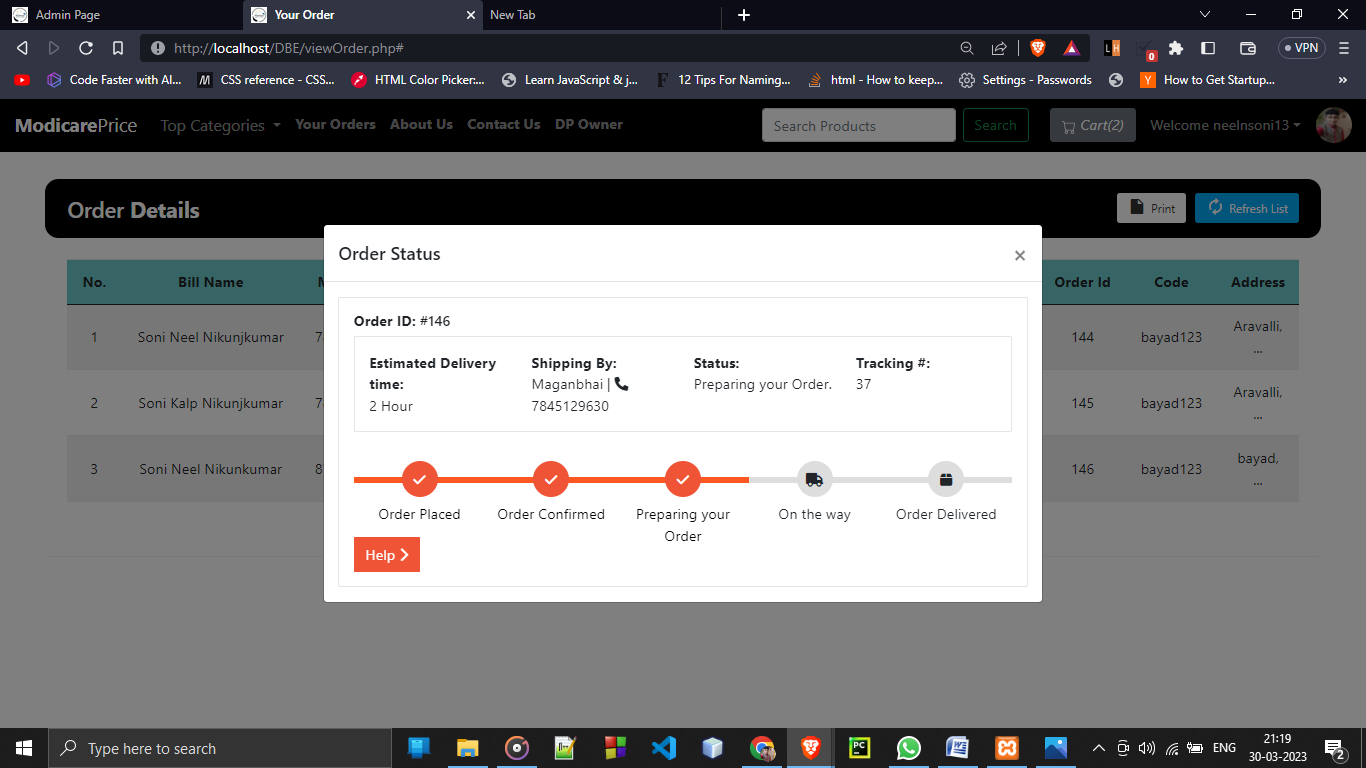 Admin Page
Your Order
New Tab
http://localhost/DBE/viewOrder.php#
LH
0
VPN
Code Faster with AI...
M CSS reference - CSS...
HTML Color Picker:...
Learn JavaScript & j...
F 12 Tips For Naming...
html - How to keep...
Settings - Passwords
Y How to Get Startup...
ModicarePrice
Top Categories
Your Orders
About Us
Contact Us
DP Owner
Search Products
Search
Cart(2)
Welcome neelnsoni13
Order Details
Print
Refresh List
No. Bill Name Order Id Code Address
1 Soni Neel Nikunjkumar 144 bayad123 Aravalli, ...
2 Soni Kalp Nikunjkumar 145 bayad123 Aravalli, ...
3 Soni Neel Nikunkumar 146 bayad123 bayad, ...
Order Status
×
Order ID: #146
Estimated Delivery time:
2 Hour
Shipping By:
Maganbhai |
7845129630
Status:
Preparing your Order.
Tracking #:
37
Order Placed
Order Confirmed
Preparing your
Order
On the way
Order Delivered
Help
Type here to search
PC
W
ENG
21:19
30-03-2023
2